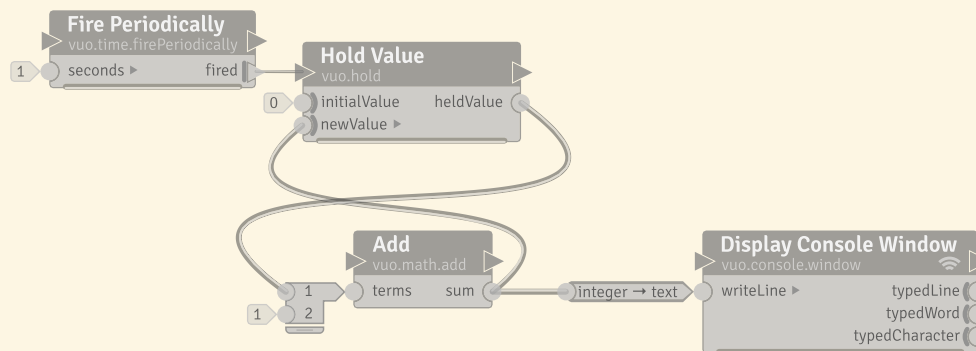 Fire Periodically
vuo.time.firePeriodically
1 seconds fired
Hold Value
vuo.hold
0 initialValue heldValue
newValue
Add
vuo.math.add
1 terms sum
1 2
integer → text
Display Console Window
vuo.console.window
writeLine typedLine
typedWord
typedCharacter